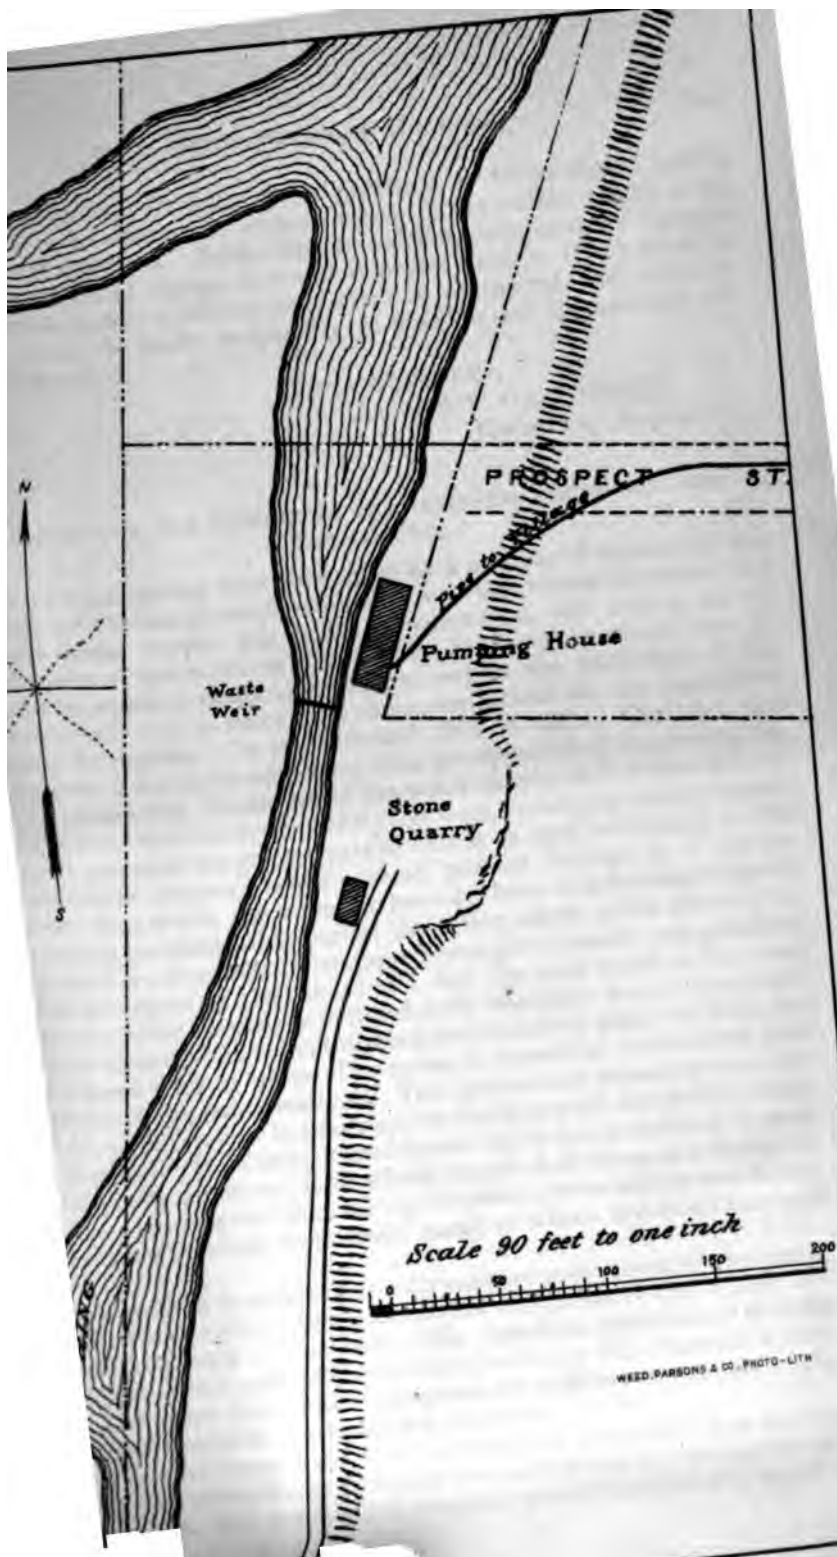 PROSPECT ST.
N
Pipe to Village
Pumping House
Waste
Weir
Stone
Quarry
S
Scale 90 feet to one inch
0 50 100 150 200
WEED, PARSONS & CO. PHOTO-LITH